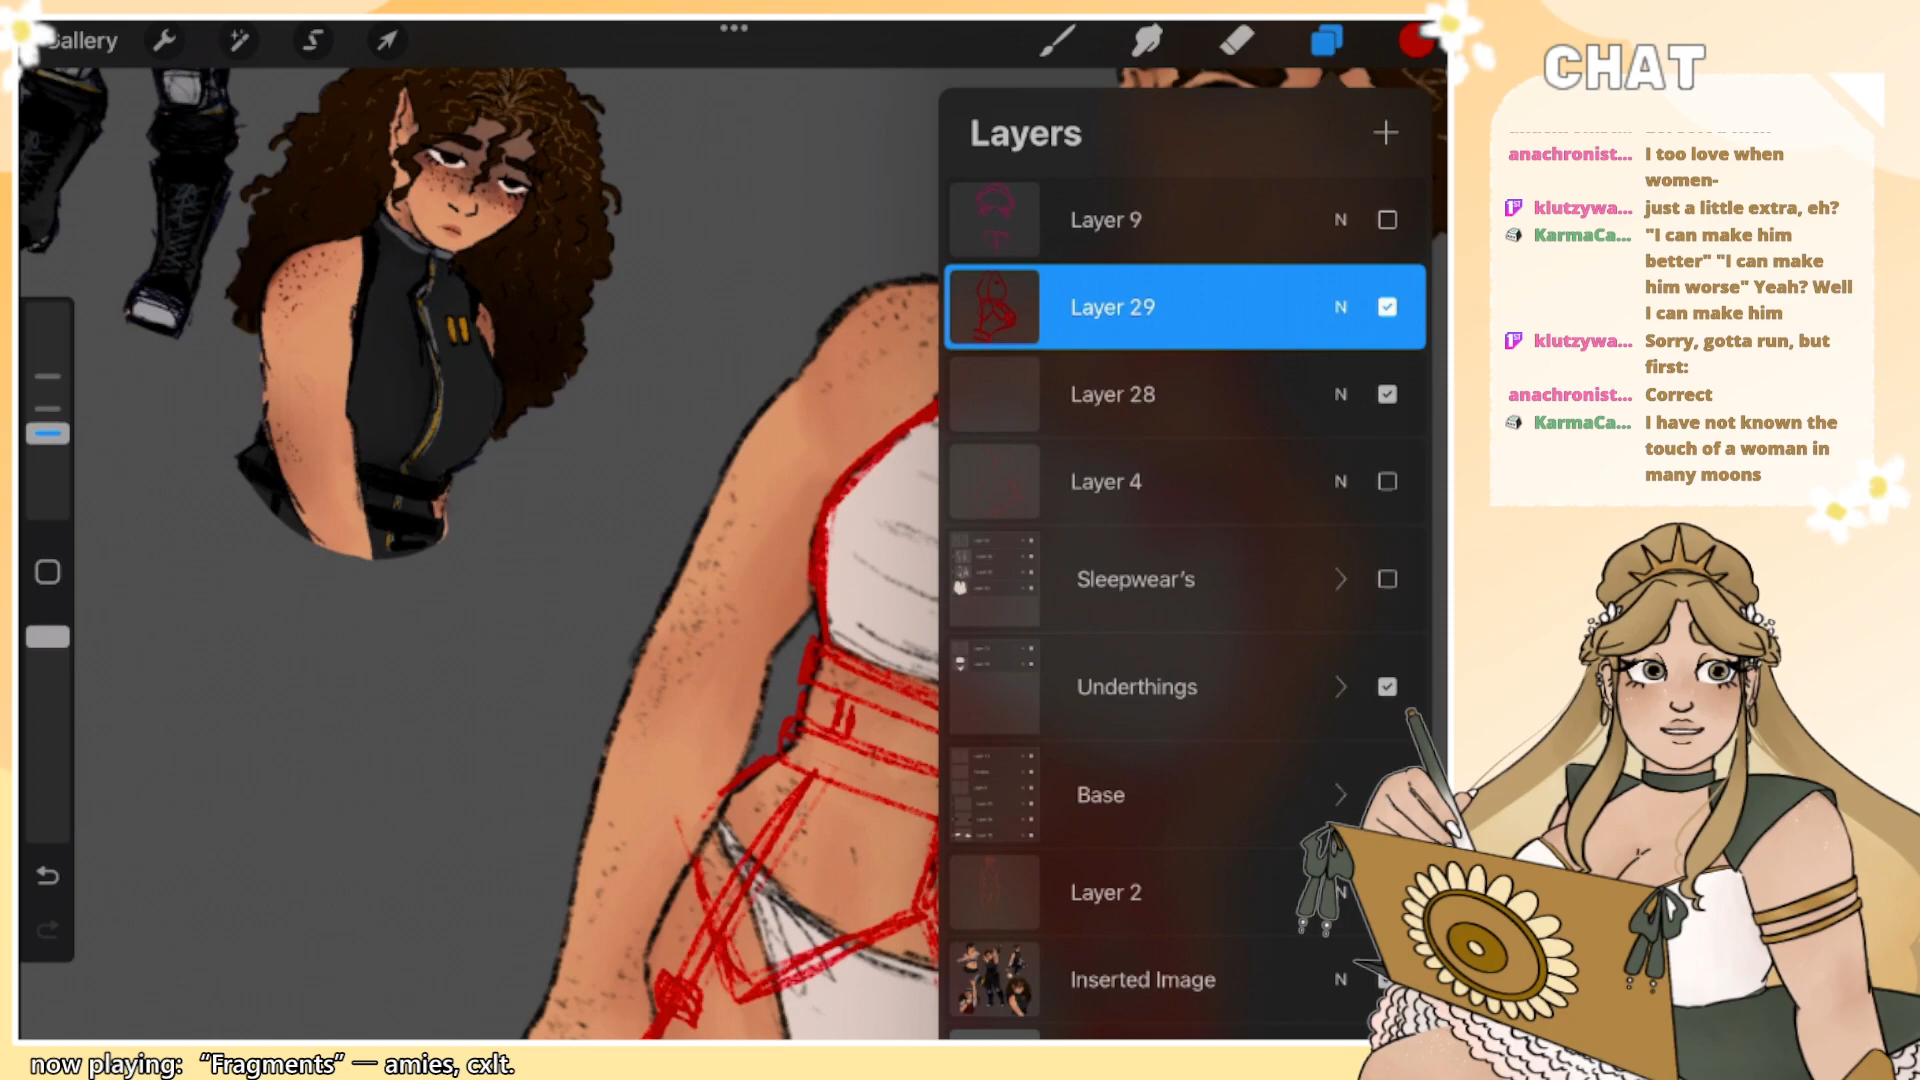 Gallery
Layers
Layer 9 N
Layer 29 N
Layer 28 N
Layer 4 N
Sleepwear's
Underthings
Base
Layer 2 N
Inserted Image N
CHAT
anachronist... I too love when
women-
klutzywa... just a little extra, eh?
KarmaCa... "I can make him
better" "I can make
him worse" Yeah? Well
I can make him
klutzywa... Sorry, gotta run, but
first:
anachronist... Correct
KarmaCa... I have not known the
touch of a woman in
many moons
now playing: “Fragments” — amies, cxlt.